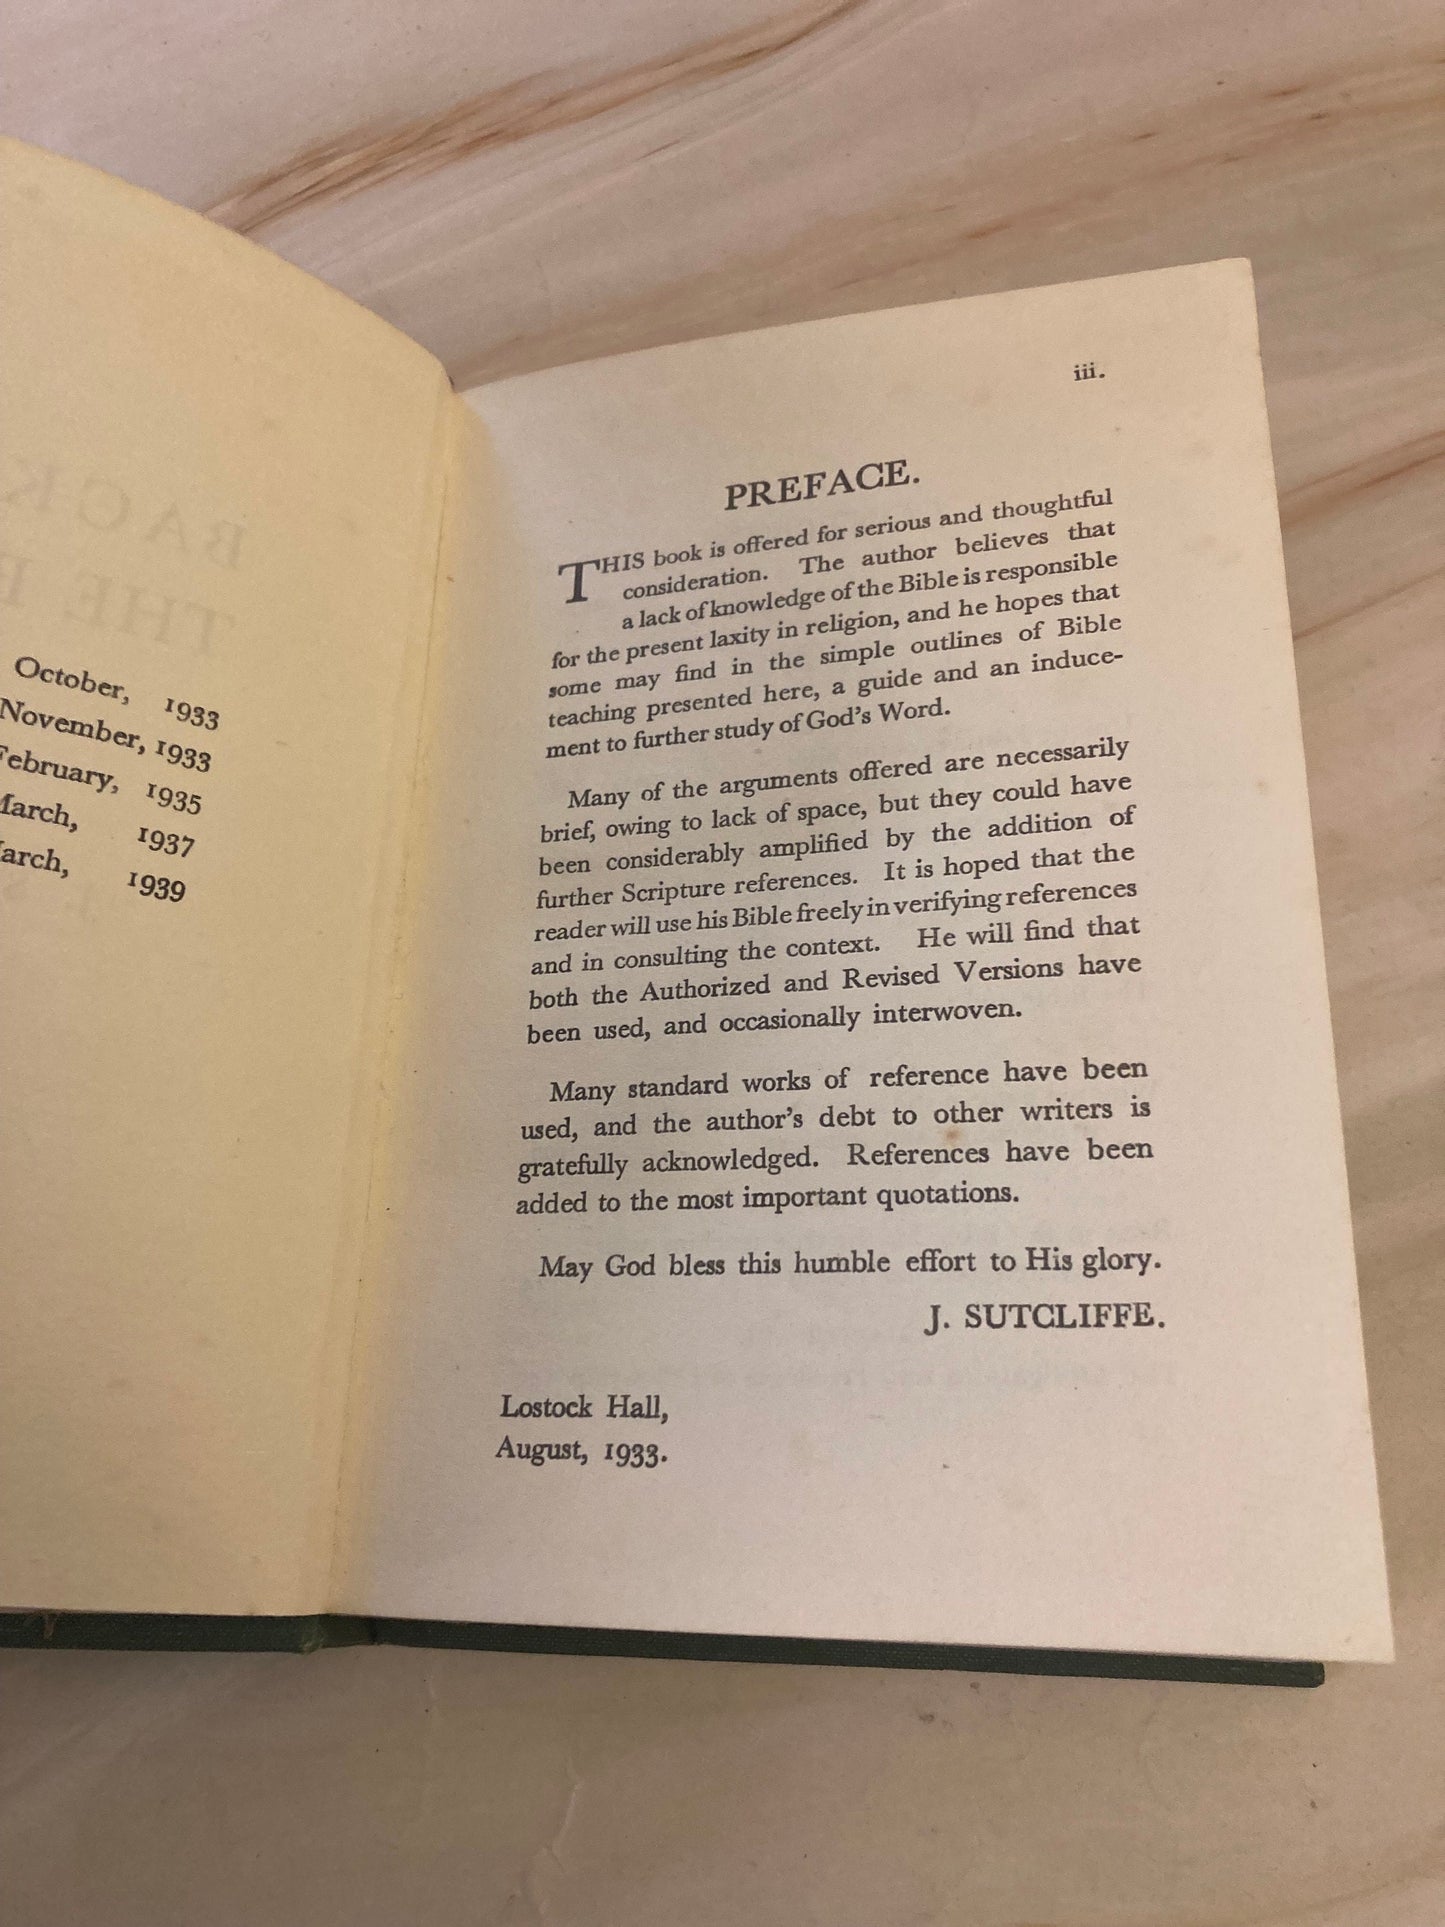 October, 1933
November, 1933
February, 1935
March, 1937
March, 1939
iii.
PREFACE.
THIS book is offered for serious and thoughtful
consideration. The author believes that
a lack of knowledge of the Bible is responsible
for the present laxity in religion, and he hopes that
some may find in the simple outlines of Bible
teaching presented here, a guide and an induce-
ment to further study of God's Word.
Many of the arguments offered are necessarily
brief, owing to lack of space, but they could have
been considerably amplified by the addition of
further Scripture references. It is hoped that the
reader will use his Bible freely in verifying references
and in consulting the context. He will find that
both the Authorized and Revised Versions have
been used, and occasionally interwoven.
Many standard works of reference have been
used, and the author's debt to other writers is
gratefully acknowledged. References have been
added to the most important quotations.
May God bless this humble effort to His glory.
J. SUTCLIFFE.
Lostock Hall,
August, 1933.